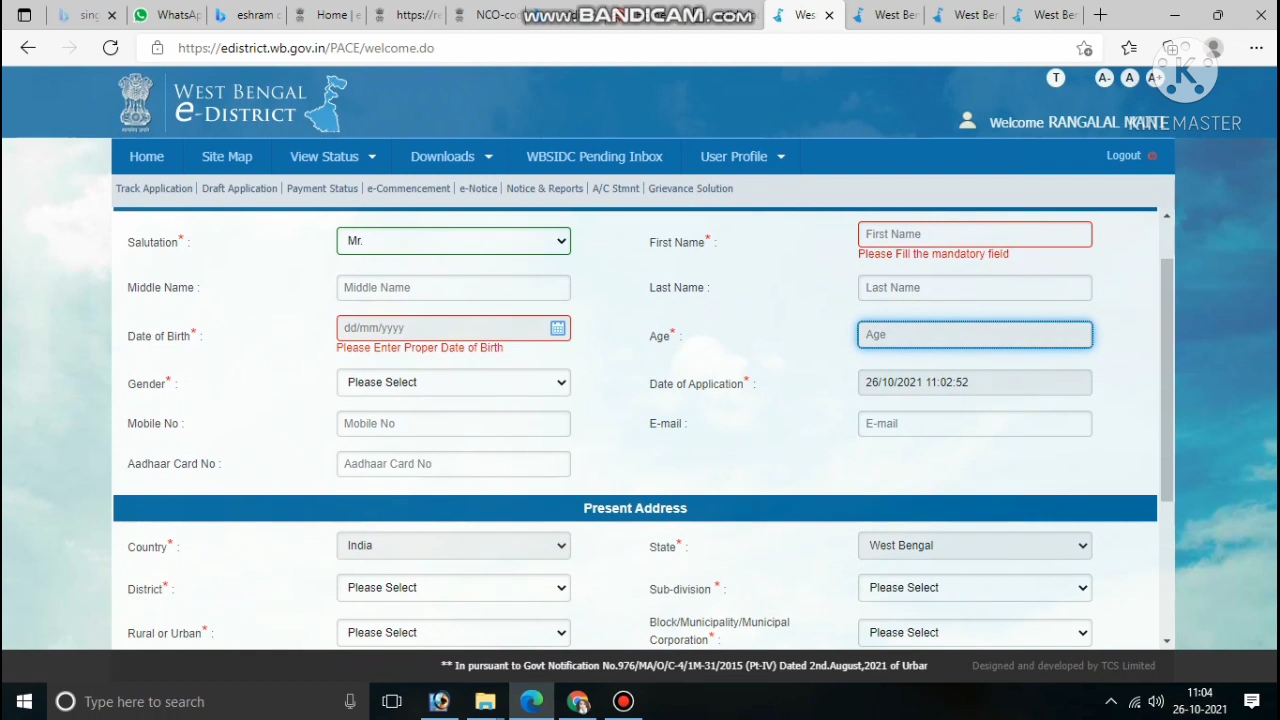 sing
WhatsAp
eshram c
Home | e
https://re
NCO-co
www.BANDICAM.com
Wes
West Ber
West Ber
West Ber
https://edistrict.wb.gov.in/PACE/welcome.do
WEST BENGAL
e-DISTRICT
T A- A A+
K
Welcome RANGALAL MAITI
KINEMASTER
Home Site Map View Status Downloads WBSIDC Pending Inbox User Profile Logout
Track Application | Draft Application | Payment Status | e-Commencement | e-Notice | Notice & Reports | A/C Stmnt | Grievance Solution
Salutation* : Mr. First Name* : First Name
Please Fill the mandatory field
Middle Name : Middle Name Last Name : Last Name
Date of Birth* : dd/mm/yyyy Age* : Age
Please Enter Proper Date of Birth
Gender* : Please Select Date of Application* : 26/10/2021 11:02:52
Mobile No : Mobile No E-mail : E-mail
Aadhaar Card No : Aadhaar Card No
Present Address
Country* : India State* : West Bengal
District* : Please Select Sub-division * : Please Select
Rural or Urban* : Please Select Block/Municipality/Municipal
Corporation* : Please Select
** In pursuant to Govt Notification No.976/MA/O/C-4/1M-31/2015 (Pt-IV) Dated 2nd.August,2021 of Urbar
Designed and developed by TCS Limited
Type here to search
11:04
26-10-2021